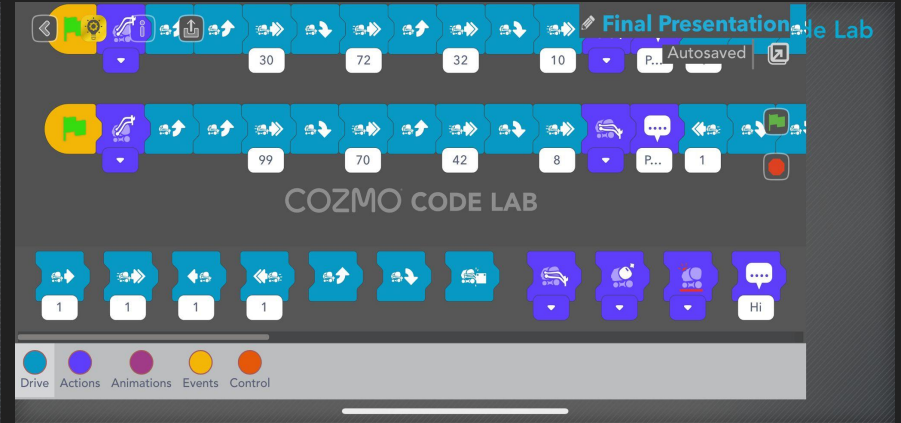 Final Presentation
de Lab
Autosaved
30 72 32 10 P...
99 70 42 8 P... 1
COZMO CODE LAB
1 1 1 1 Hi
Drive Actions Animations Events Control